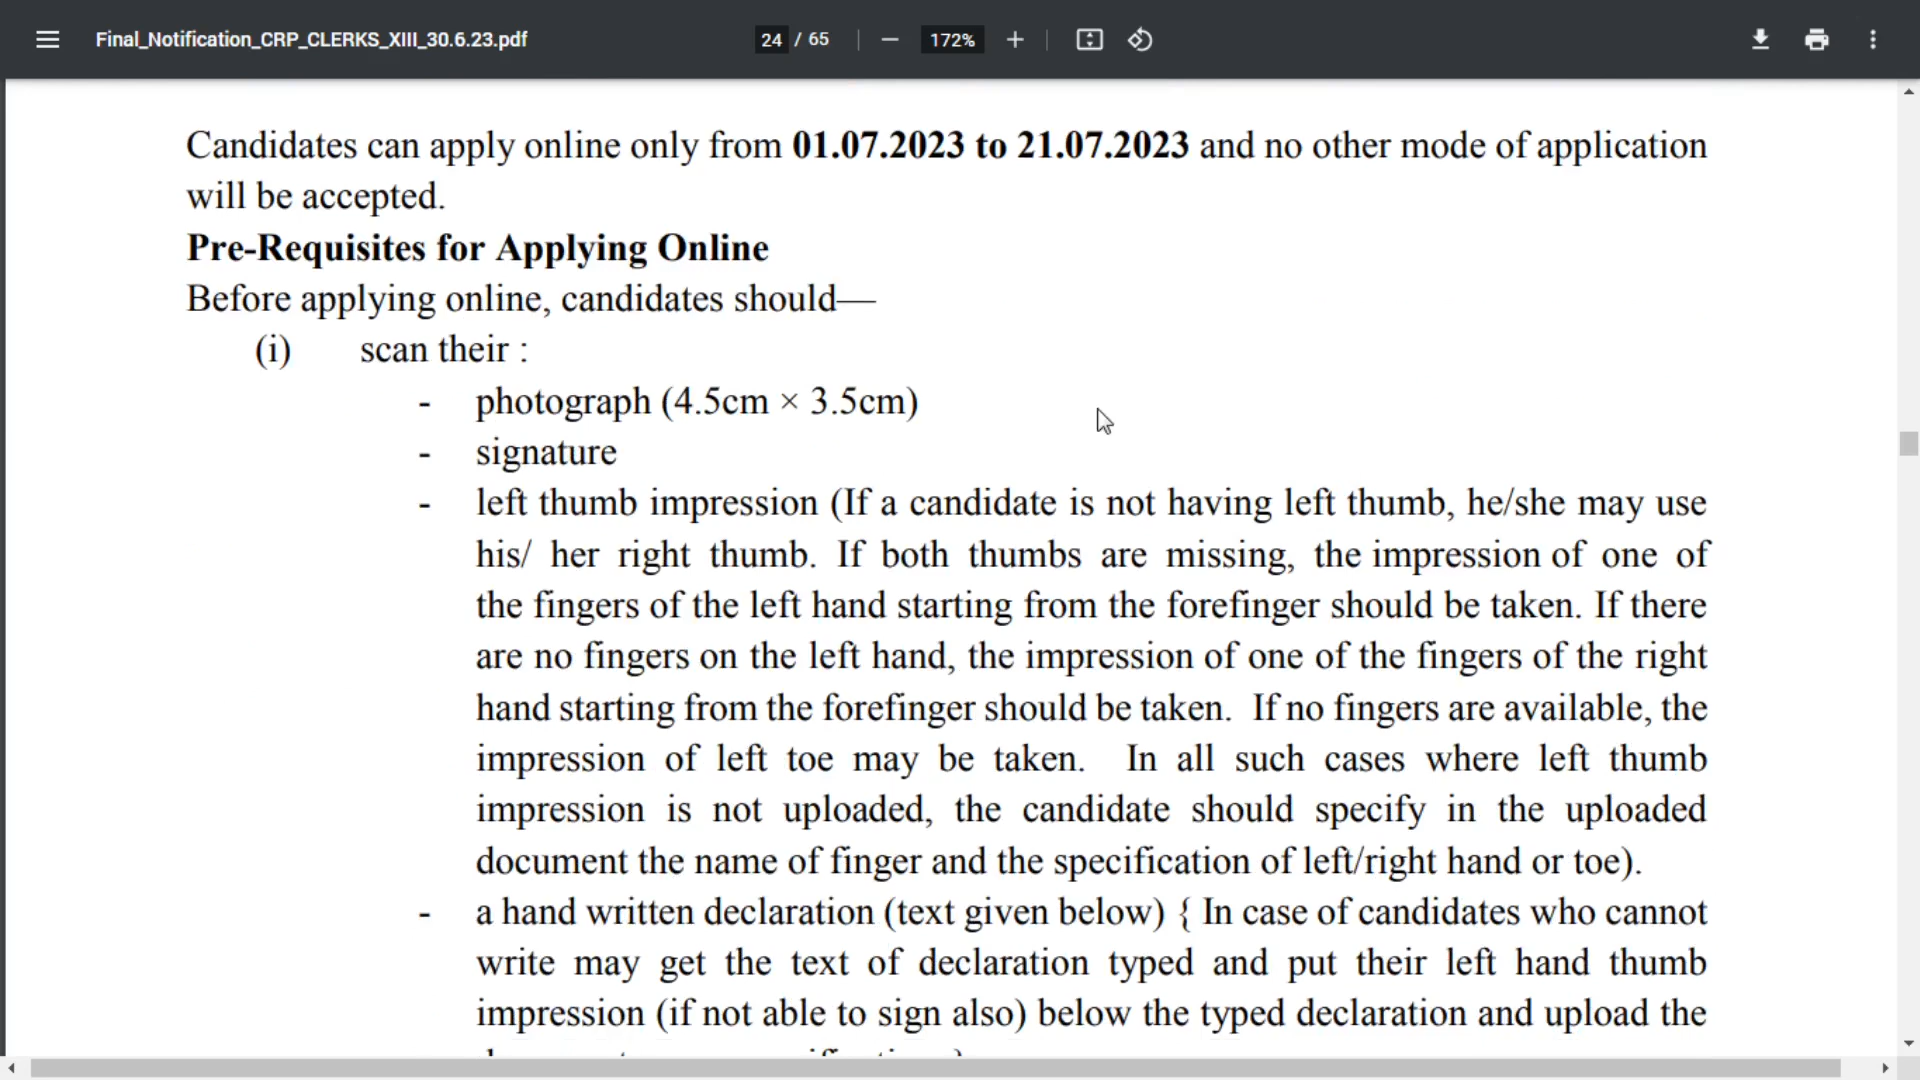 Final_Notification_CRP_CLERKS_XIII_30.6.23.pdf
24 / 65
172%
Candidates can apply online only from 01.07.2023 to 21.07.2023 and no other mode of application
will be accepted.
Pre-Requisites for Applying Online
Before applying online, candidates should—
(i) scan their :
- photograph (4.5cm × 3.5cm)
- signature
- left thumb impression (If a candidate is not having left thumb, he/she may use
his/ her right thumb. If both thumbs are missing, the impression of one of
the fingers of the left hand starting from the forefinger should be taken. If there
are no fingers on the left hand, the impression of one of the fingers of the right
hand starting from the forefinger should be taken. If no fingers are available, the
impression of left toe may be taken. In all such cases where left thumb
impression is not uploaded, the candidate should specify in the uploaded
document the name of finger and the specification of left/right hand or toe).
- a hand written declaration (text given below) { In case of candidates who cannot
write may get the text of declaration typed and put their left hand thumb
impression (if not able to sign also) below the typed declaration and upload the